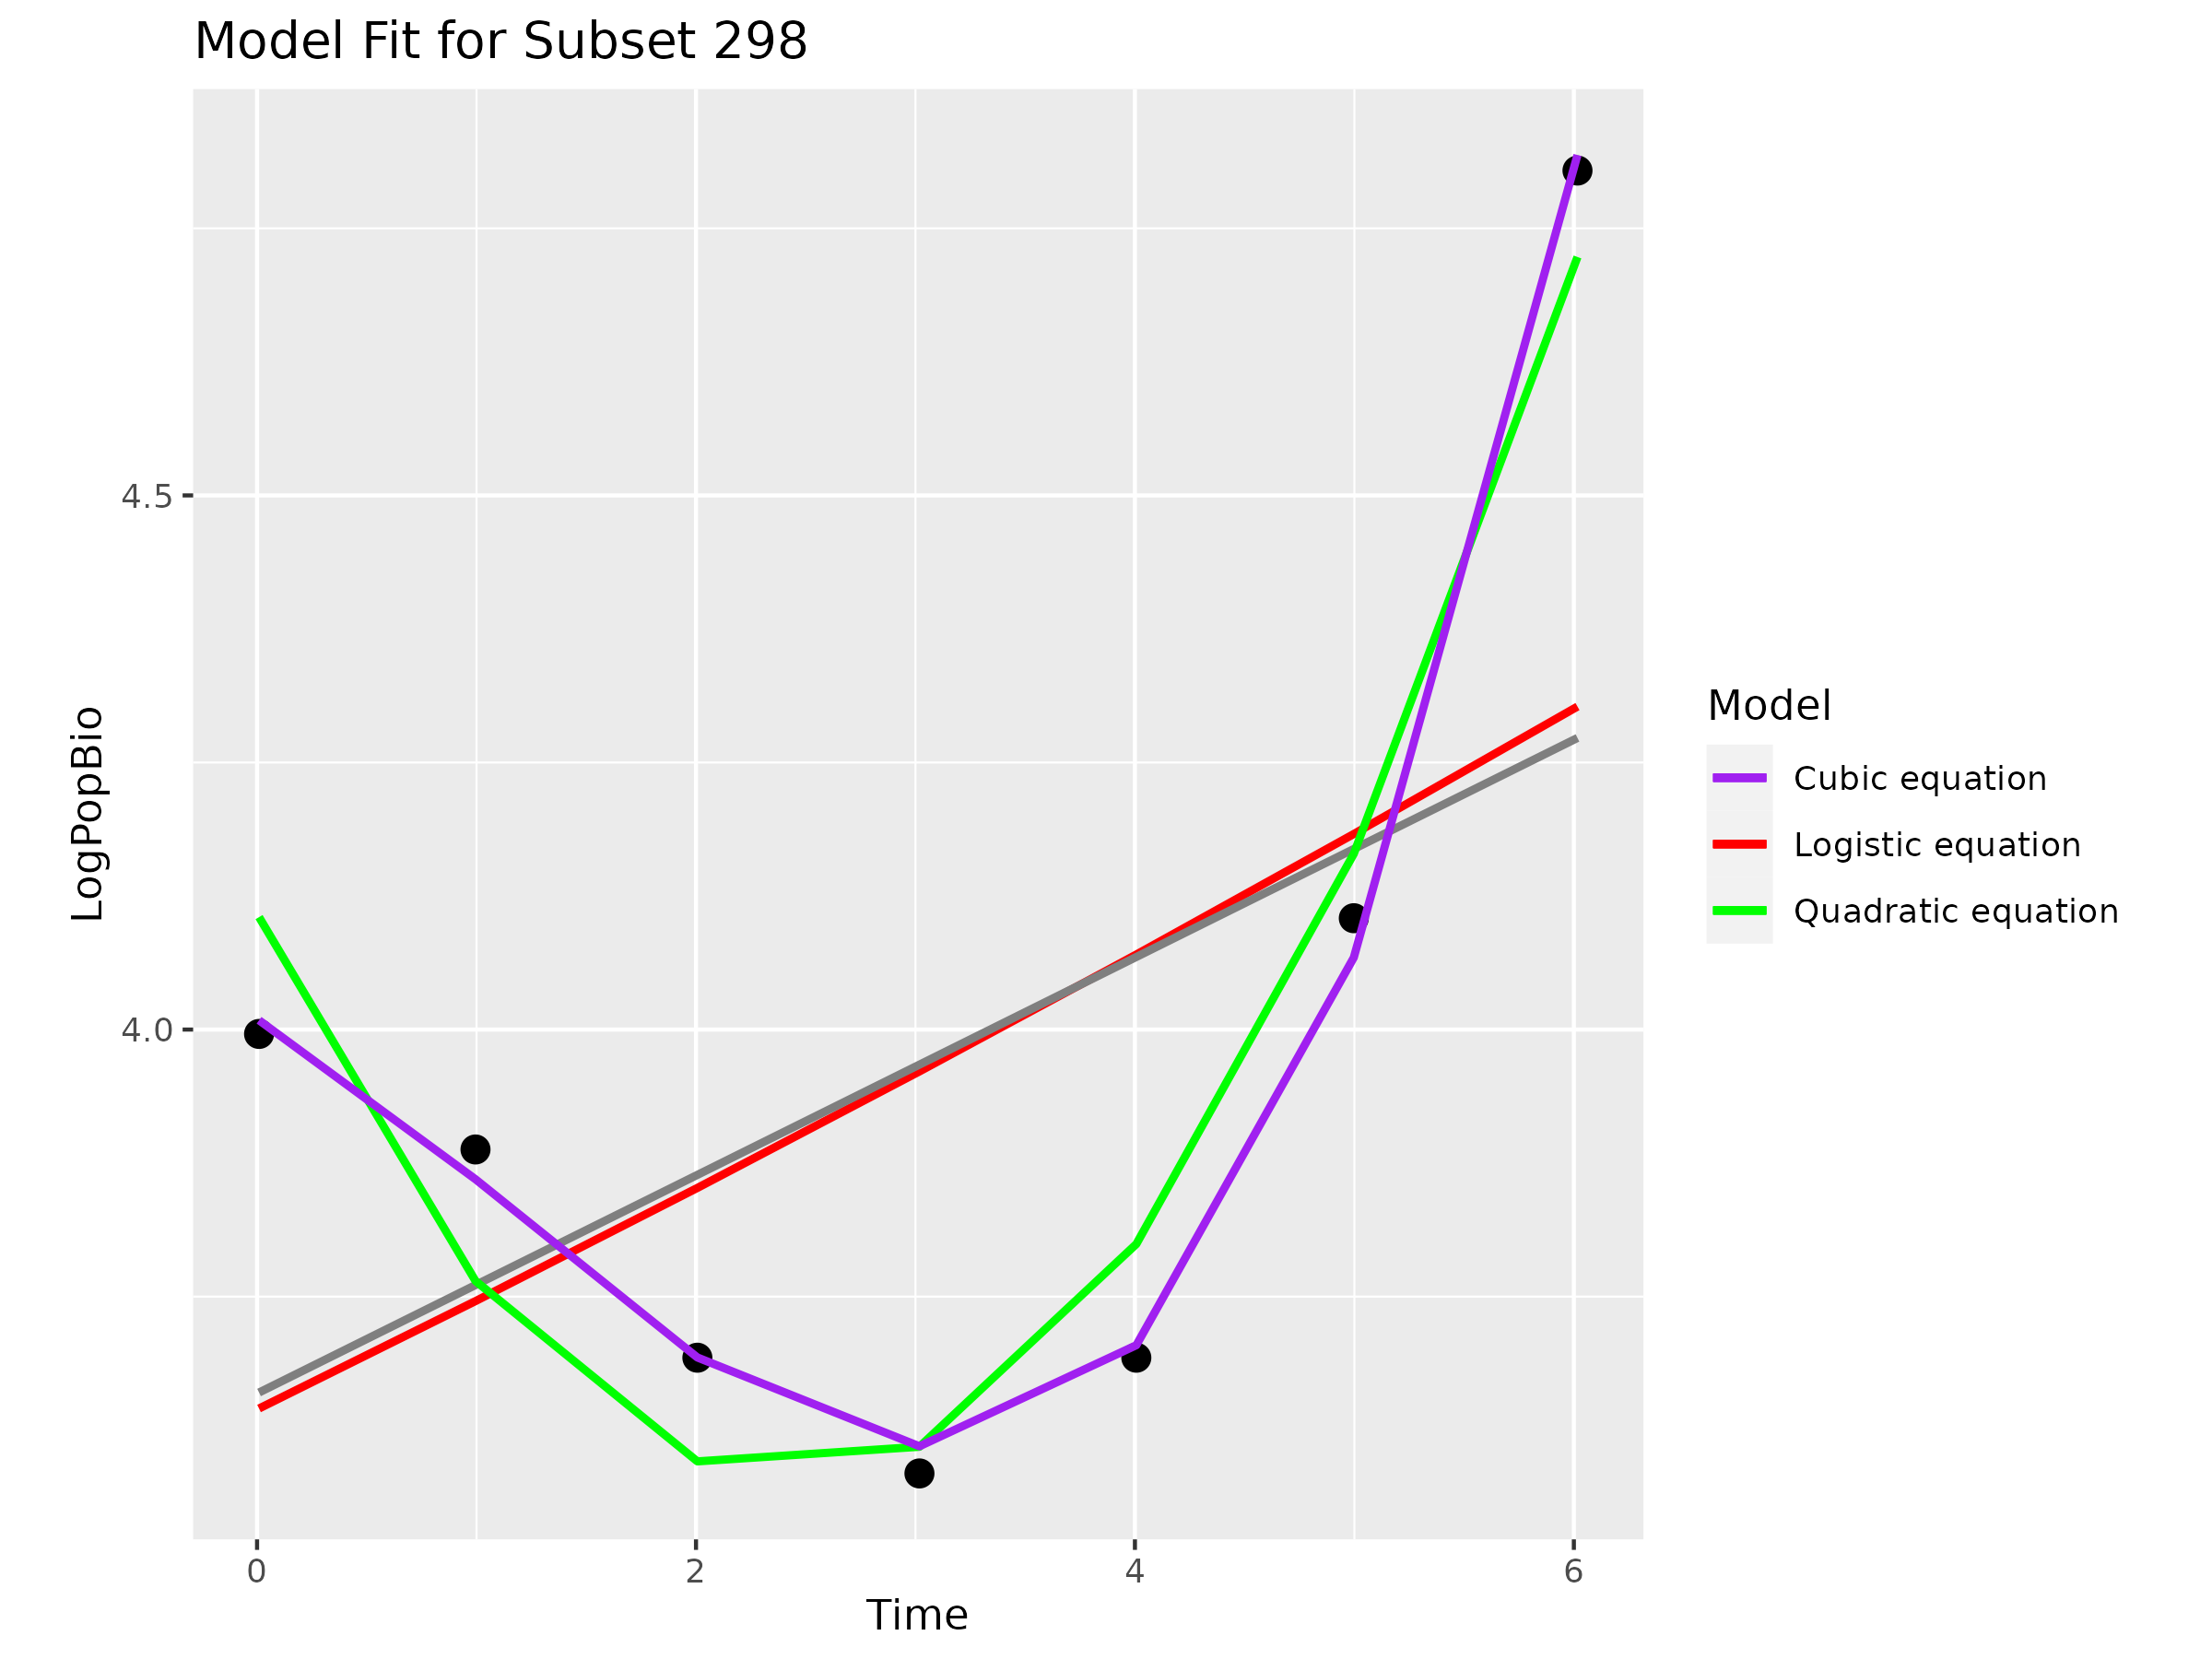 Model Fit for Subset 298
4.5
4.0
LogPopBio
0
2
4
6
Time
Model
Cubic equation
Logistic equation
Quadratic equation